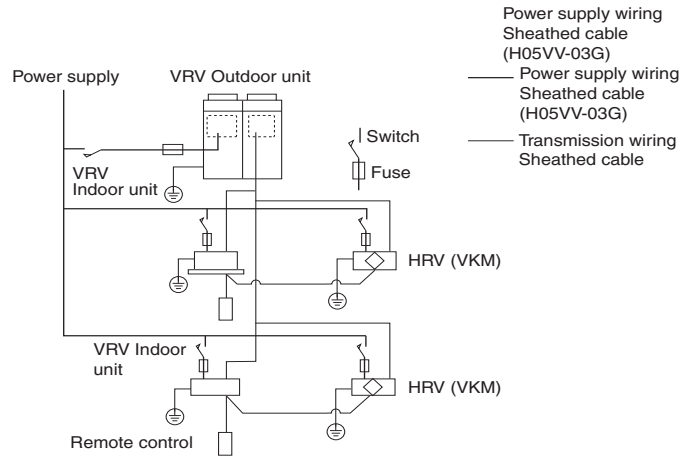 Power supply wiring
Sheathed cable
(H05VV-03G)
Power supply
VRV Outdoor unit
Power supply wiring
Sheathed cable
(H05VV-03G)
Switch
Transmission wiring
Sheathed cable
Fuse
VRV
Indoor unit
HRV (VKM)
VRV Indoor
unit
HRV (VKM)
Remote control